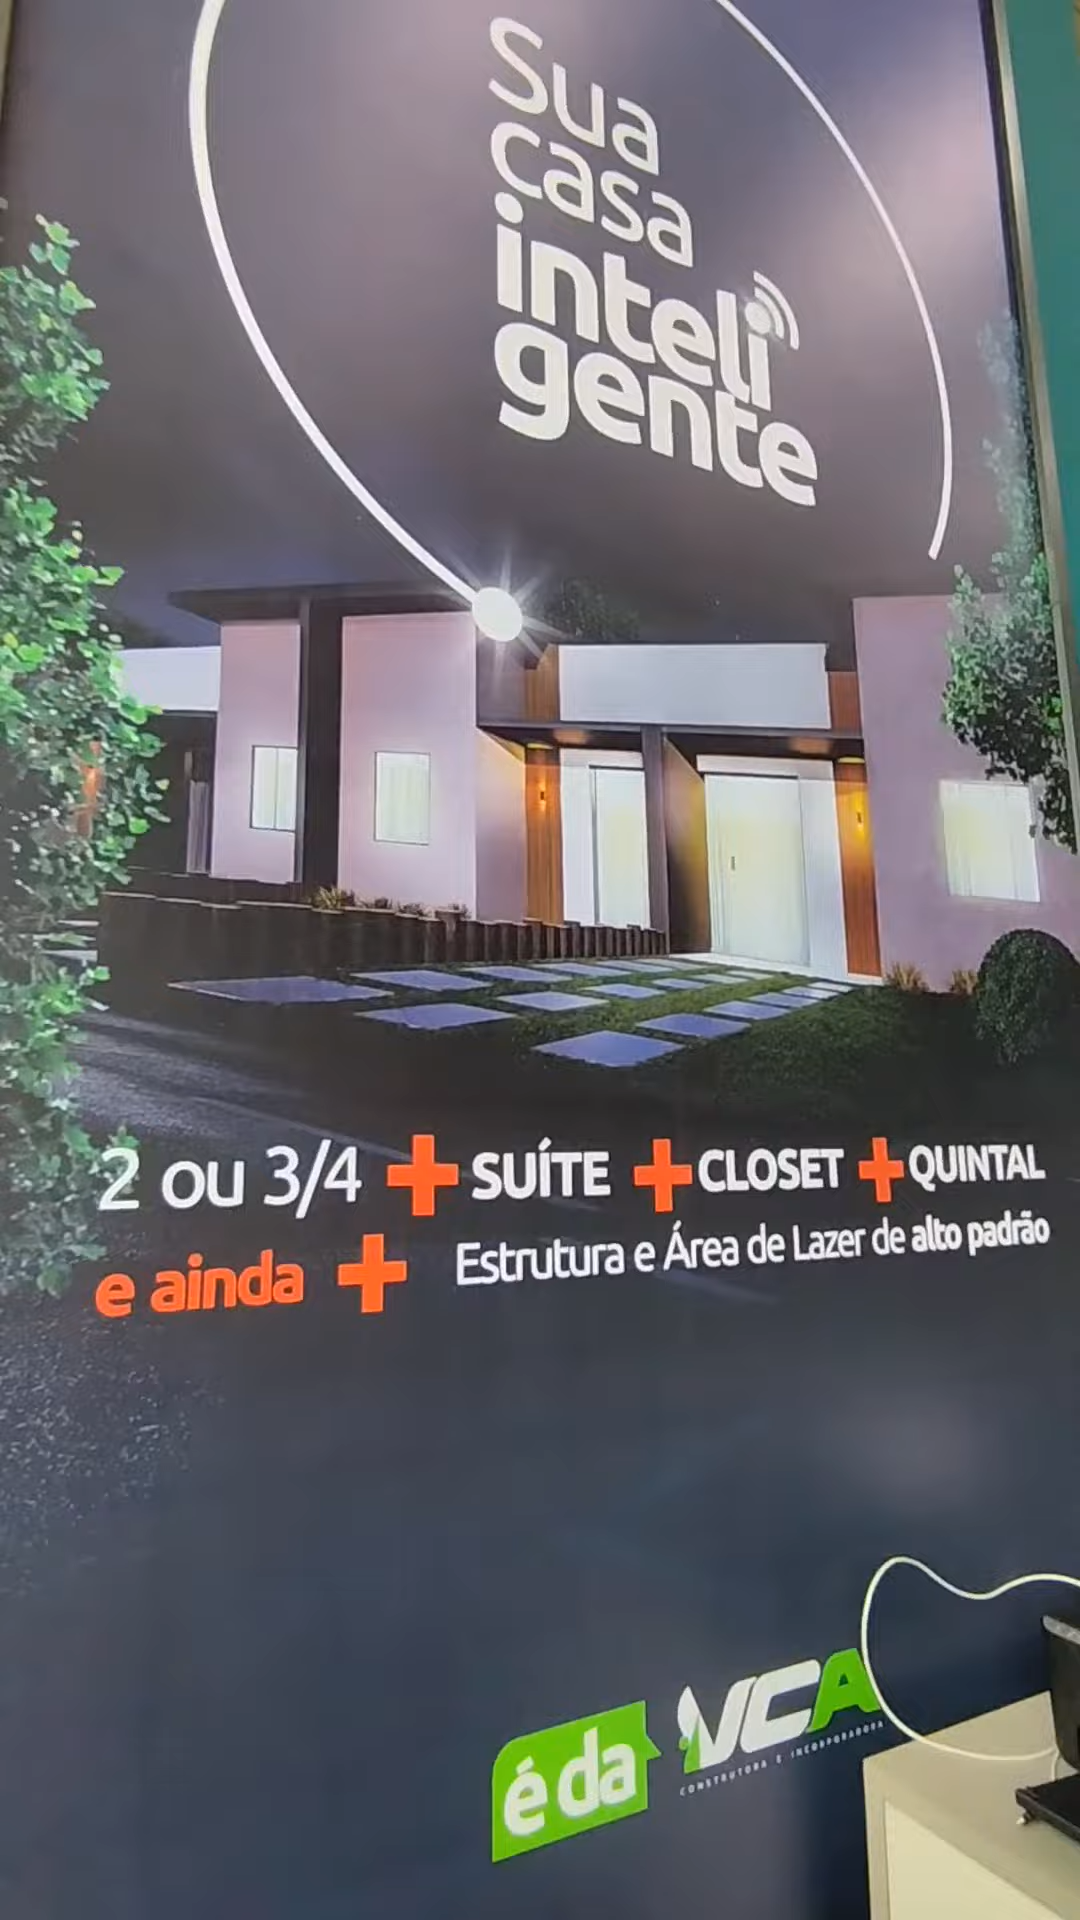 Sua
casa
inteli
gente
2 ou 3/4 + SUÍTE + CLOSET + QUINTAL
e ainda + Estrutura e Área de Lazer de alto padrão
é da VCA
CONSTRUTORA E INCORPORADORA